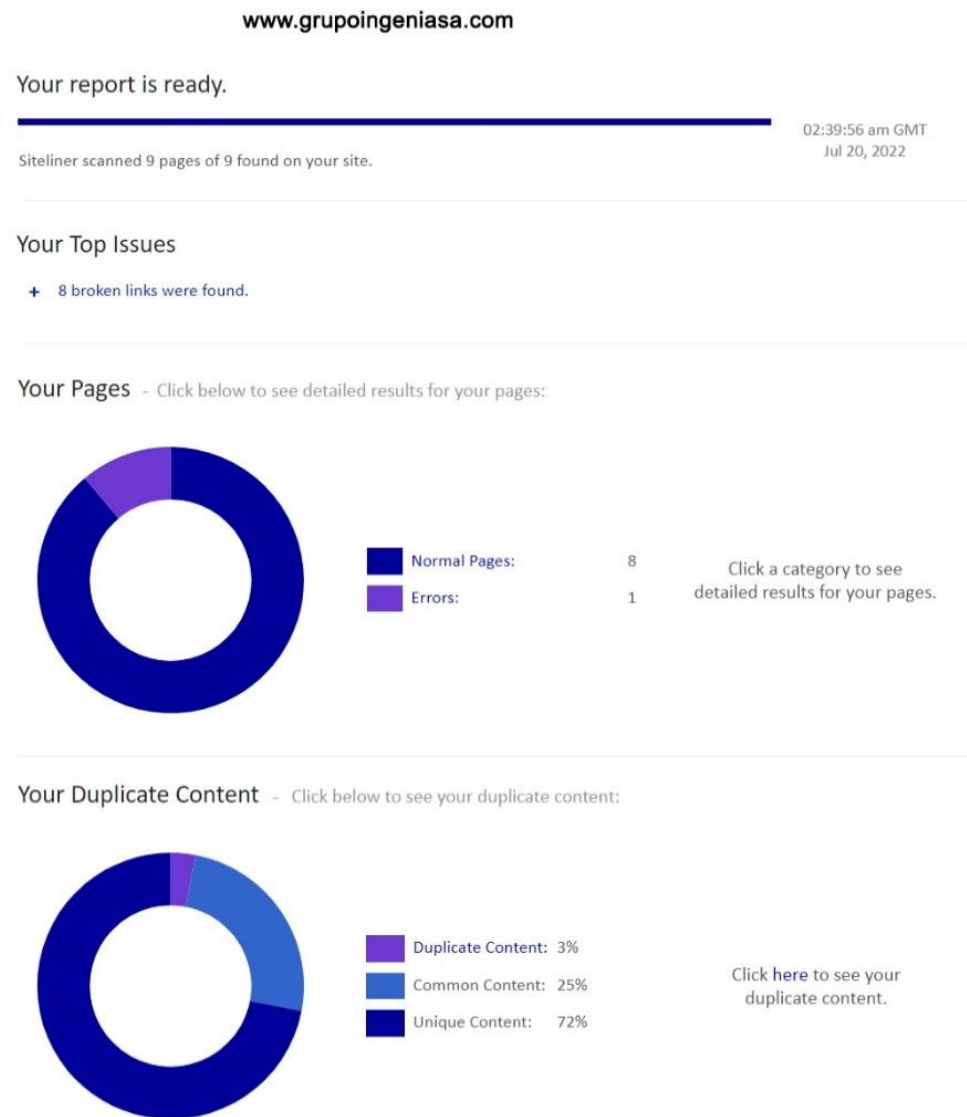 www.grupoingeniasa.com
Your report is ready.
02:39:56 am GMT
Jul 20, 2022
Siteliner scanned 9 pages of 9 found on your site.
Your Top Issues
+ 8 broken links were found.
Your Pages - Click below to see detailed results for your pages:
Normal Pages: 8
Errors: 1
Click a category to see
detailed results for your pages.
Your Duplicate Content - Click below to see your duplicate content:
Duplicate Content: 3%
Common Content: 25%
Unique Content: 72%
Click here to see your
duplicate content.